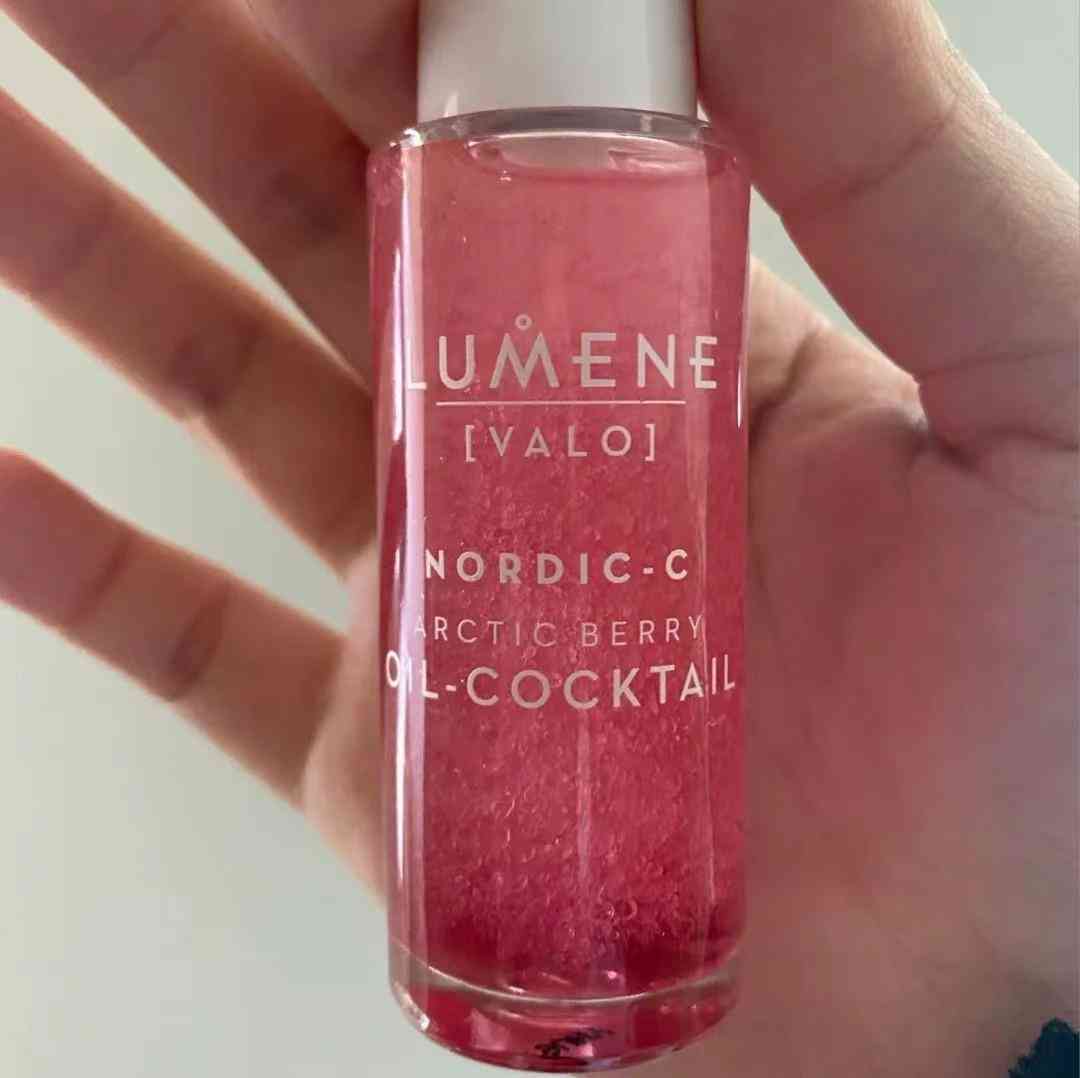 LUMENE
[VALO]
NORDIC-C
ARCTIC BERRY
OIL-COCKTAIL